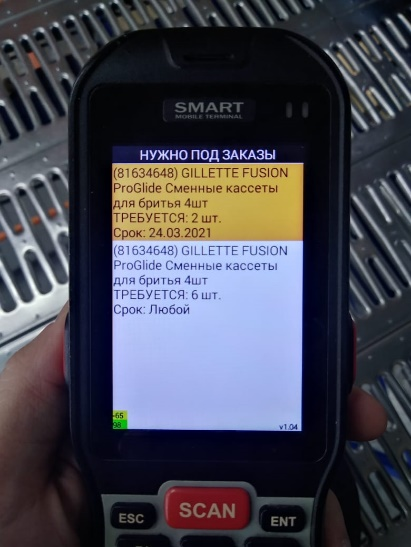 SMART
MOBILE TERMINAL
НУЖНО ПОД ЗАКАЗЫ
(81634648) GILLETTE FUSION
ProGlide Сменные кассеты
для бритья 4шт
ТРЕБУЕТСЯ: 2 шт.
Срок: 24.03.2021
(81634648) GILLETTE FUSION
ProGlide Сменные кассеты
для бритья 4шт
ТРЕБУЕТСЯ: 6 шт.
Срок: Любой
-65
98
v1.04
ESC
SCAN
ENT